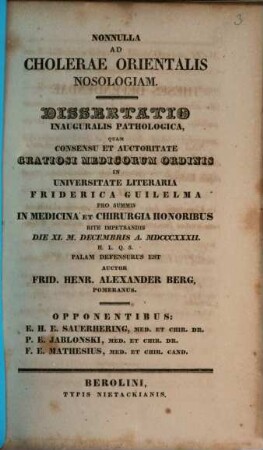 3
NONNULLA
AD
CHOLERAE ORIENTALIS
NOSOLOGIAM.
DISSERTATIO
INAUGURALIS PATHOLOGICA,
QUAM
CONSENSU ET AUCTORITATE
GRATIOSI MEDICORUM ORDINIS
IN
UNIVERSITATE LITERARIA
FRIDERICA GUILELMA
PRO SUMMIS
IN MEDICINA ET CHIRURGIA HONORIBUS
RITE IMPETRANDIS
DIE XI. M. DECEMBRIS A. MDCCCXXXII.
H. L. Q. S.
PALAM DEFENSURUS EST
AUCTOR
FRID. HENR. ALEXANDER BERG,
POMERANUS.
OPPONENTIBUS:
E. H. E. SAUERHERING, MED. ET CHIR. DR.
P. E. JABLONSKI, MED. ET CHIR. DR.
F. E. MATHESIUS, MED. ET CHIR. CAND.
BEROLINI,
TYPIS NIETACKIANIS.